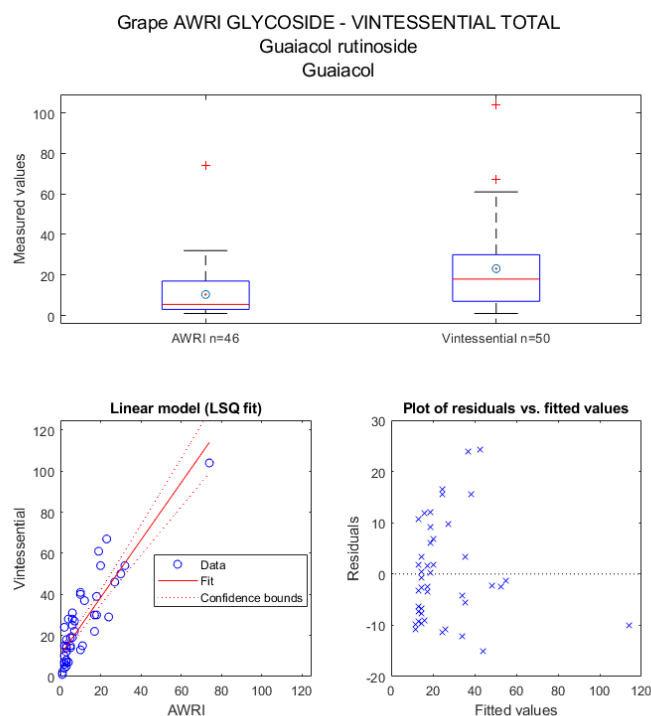 Grape AWRI GLYCOSIDE - VINTESSENTIAL TOTAL
Guaiacol rutinoside
Guaiacol
100
80
60
40
20
0
Measured values
AWRI n=46
Vintessential n=50
Linear model (LSQ fit)
120
100
80
60
40
20
0
Vintessential
Data
Fit
Confidence bounds
0 20 40 60 80 100 120
AWRI
Plot of residuals vs. fitted values
30
20
10
0
-10
-20
Residuals
0 20 40 60 80 100 120
Fitted values